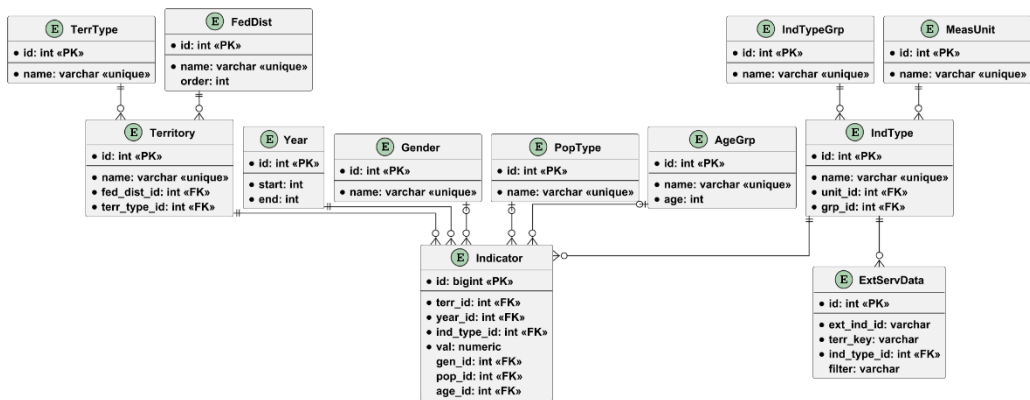 E TerrType
● id: int «PK»
● name: varchar «unique»
E FedDist
● id: int «PK»
● name: varchar «unique»
order: int
E IndTypeGrp
● id: int «PK»
● name: varchar «unique»
E MeasUnit
● id: int «PK»
● name: varchar «unique»
E Territory
● id: int «PK»
● name: varchar «unique»
● fed_dist_id: int «FK»
● terr_type_id: int «FK»
E Year
● id: int «PK»
● start: int
● end: int
E Gender
● id: int «PK»
● name: varchar «unique»
E PopType
● id: int «PK»
● name: varchar «unique»
E AgeGrp
● id: int «PK»
● name: varchar «unique»
● age: int
E IndType
● id: int «PK»
● name: varchar «unique»
● unit_id: int «FK»
● grp_id: int «FK»
E Indicator
● id: bigint «PK»
● terr_id: int «FK»
● year_id: int «FK»
● ind_type_id: int «FK»
● val: numeric
gen_id: int «FK»
pop_id: int «FK»
age_id: int «FK»
E ExtServData
● id: int «PK»
● ext_ind_id: varchar
● terr_key: varchar
● ind_type_id: int «FK»
filter: varchar